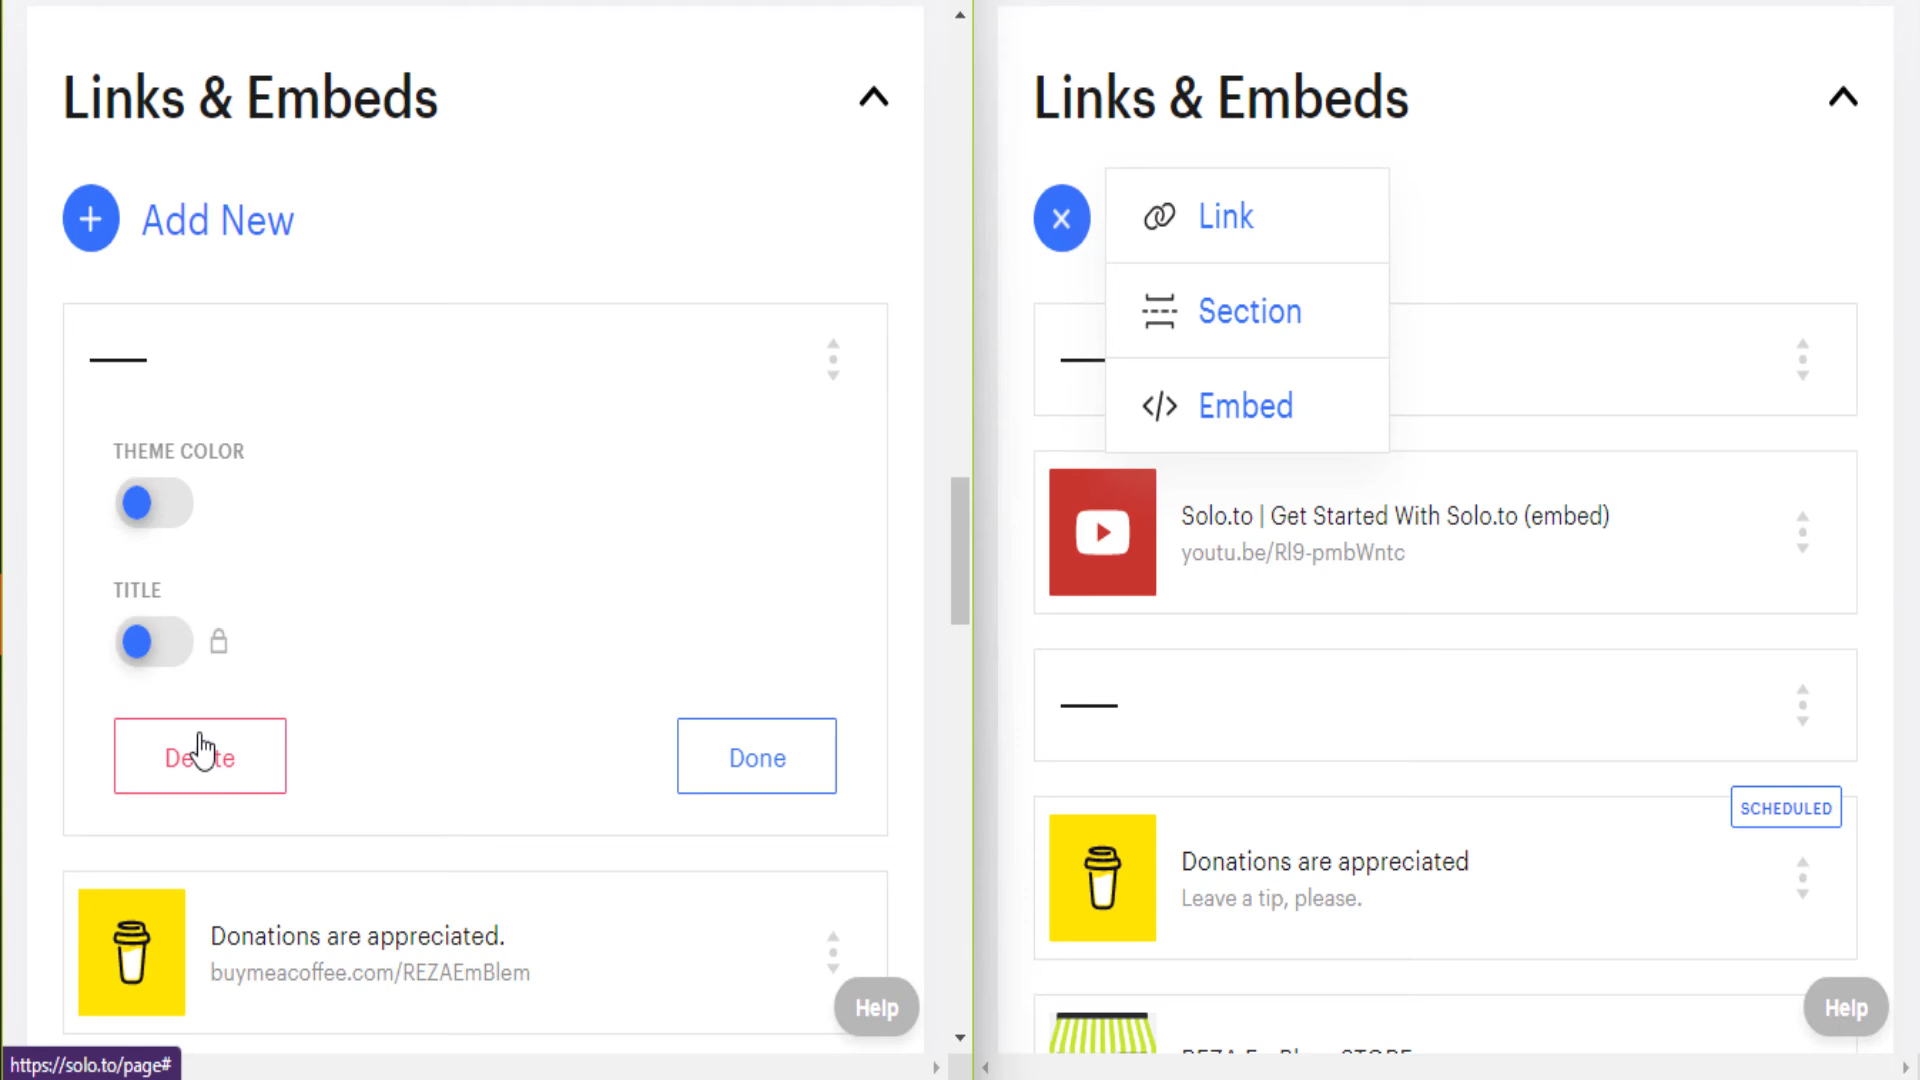 Links & Embeds
Add New
THEME COLOR
TITLE
Delete
Done
Donations are appreciated.
buymeacoffee.com/REZAEmBlem
Help
https://solo.to/page#
Links & Embeds
Link
Section
Embed
Solo.to | Get Started With Solo.to (embed)
youtu.be/Rl9-pmbWntc
SCHEDULED
Donations are appreciated
Leave a tip, please.
Help